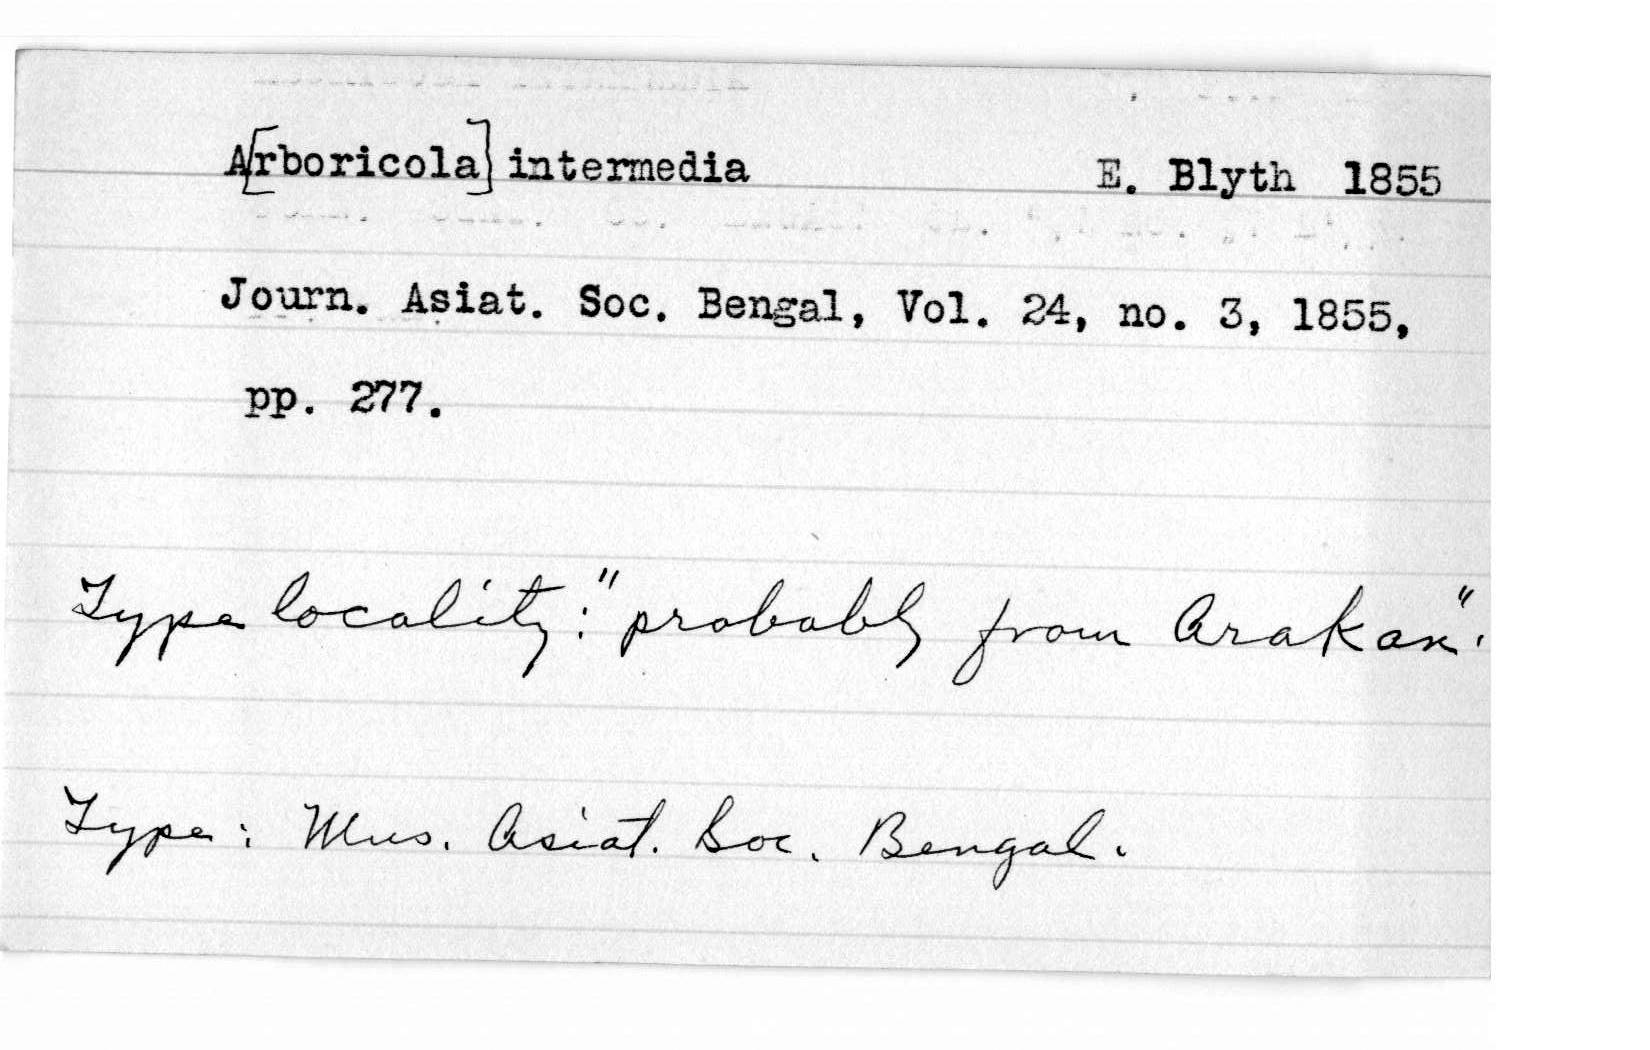 A[rboricola] intermedia E. Blyth 1855
Journ. Asiat. Soc. Bengal, Vol. 24, no. 3, 1855,
pp. 277.
Type locality: "probably from Arakan".
Type: Mus. Asiat. Soc. Bengal.